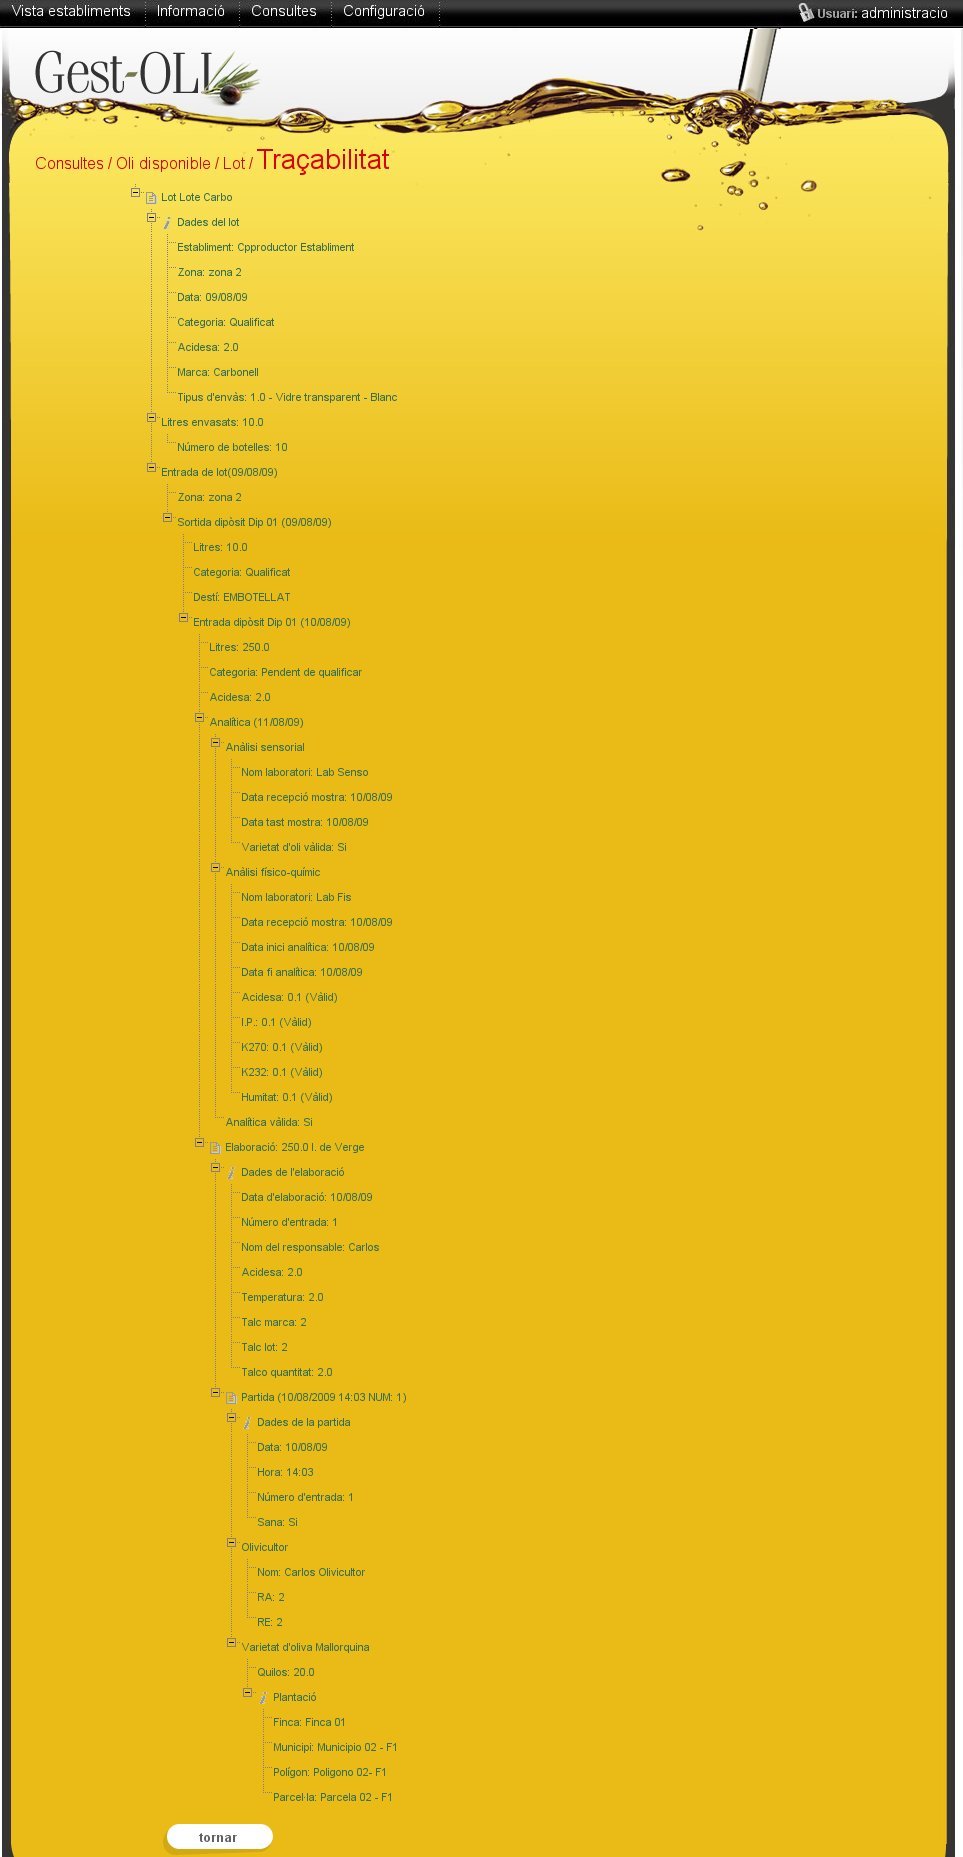 Vista establiments Informació Consultes Configuració Usuari: administracio
Gest-OLI
Consultes / Oli disponible / Lot / Traçabilitat
Lot Lote Carbo
Dades del lot
Establiment: Cpproductor Establiment
Zona: zona 2
Data: 09/08/09
Categoria: Qualificat
Acidesa: 2.0
Marca: Carbonell
Tipus d'envàs: 1.0 - Vidre transparent - Blanc
Litres envasats: 10.0
Número de botelles: 10
Entrada de lot(09/08/09)
Zona: zona 2
Sortida dipòsit Dip 01 (09/08/09)
Litres: 10.0
Categoria: Qualificat
Destí: EMBOTELLAT
Entrada dipòsit Dip 01 (10/08/09)
Litres: 250.0
Categoria: Pendent de qualificar
Acidesa: 2.0
Analítica (11/08/09)
Anàlisi sensorial
Nom laboratori: Lab Senso
Data recepció mostra: 10/08/09
Data tast mostra: 10/08/09
Varietat d'oli vàlida: Si
Anàlisi físico-químic
Nom laboratori: Lab Fis
Data recepció mostra: 10/08/09
Data inici analítica: 10/08/09
Data fi analítica: 10/08/09
Acidesa: 0.1 (Vàlid)
I.P.: 0.1 (Vàlid)
K270: 0.1 (Vàlid)
K232: 0.1 (Vàlid)
Humitat: 0.1 (Vàlid)
Analítica vàlida: Si
Elaboració: 250.0 l. de Verge
Dades de l'elaboració
Data d'elaboració: 10/08/09
Número d'entrada: 1
Nom del responsable: Carlos
Acidesa: 2.0
Temperatura: 2.0
Talc marca: 2
Talc lot: 2
Talco quantitat: 2.0
Partida (10/08/2009 14:03 NUM: 1)
Dades de la partida
Data: 10/08/09
Hora: 14:03
Número d'entrada: 1
Sana: Si
Olivicultor
Nom: Carlos Olivicultor
RA: 2
RE: 2
Varietat d'oliva Mallorquina
Quilos: 20.0
Plantació
Finca: Finca 01
Municipi: Municipio 02 - F1
Polígon: Poligono 02- F1
Parcel·la: Parcela 02 - F1
tornar